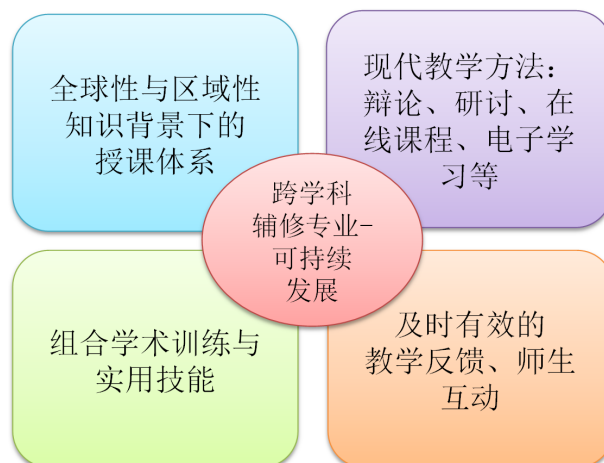 全球性与区域性
知识背景下的
授课体系
现代教学方法：
辩论、研讨、在
线课程、电子学
习等
跨学科
辅修专业-
可持续
发展
组合学术训练与
实用技能
及时有效的
教学反馈、师生
互动